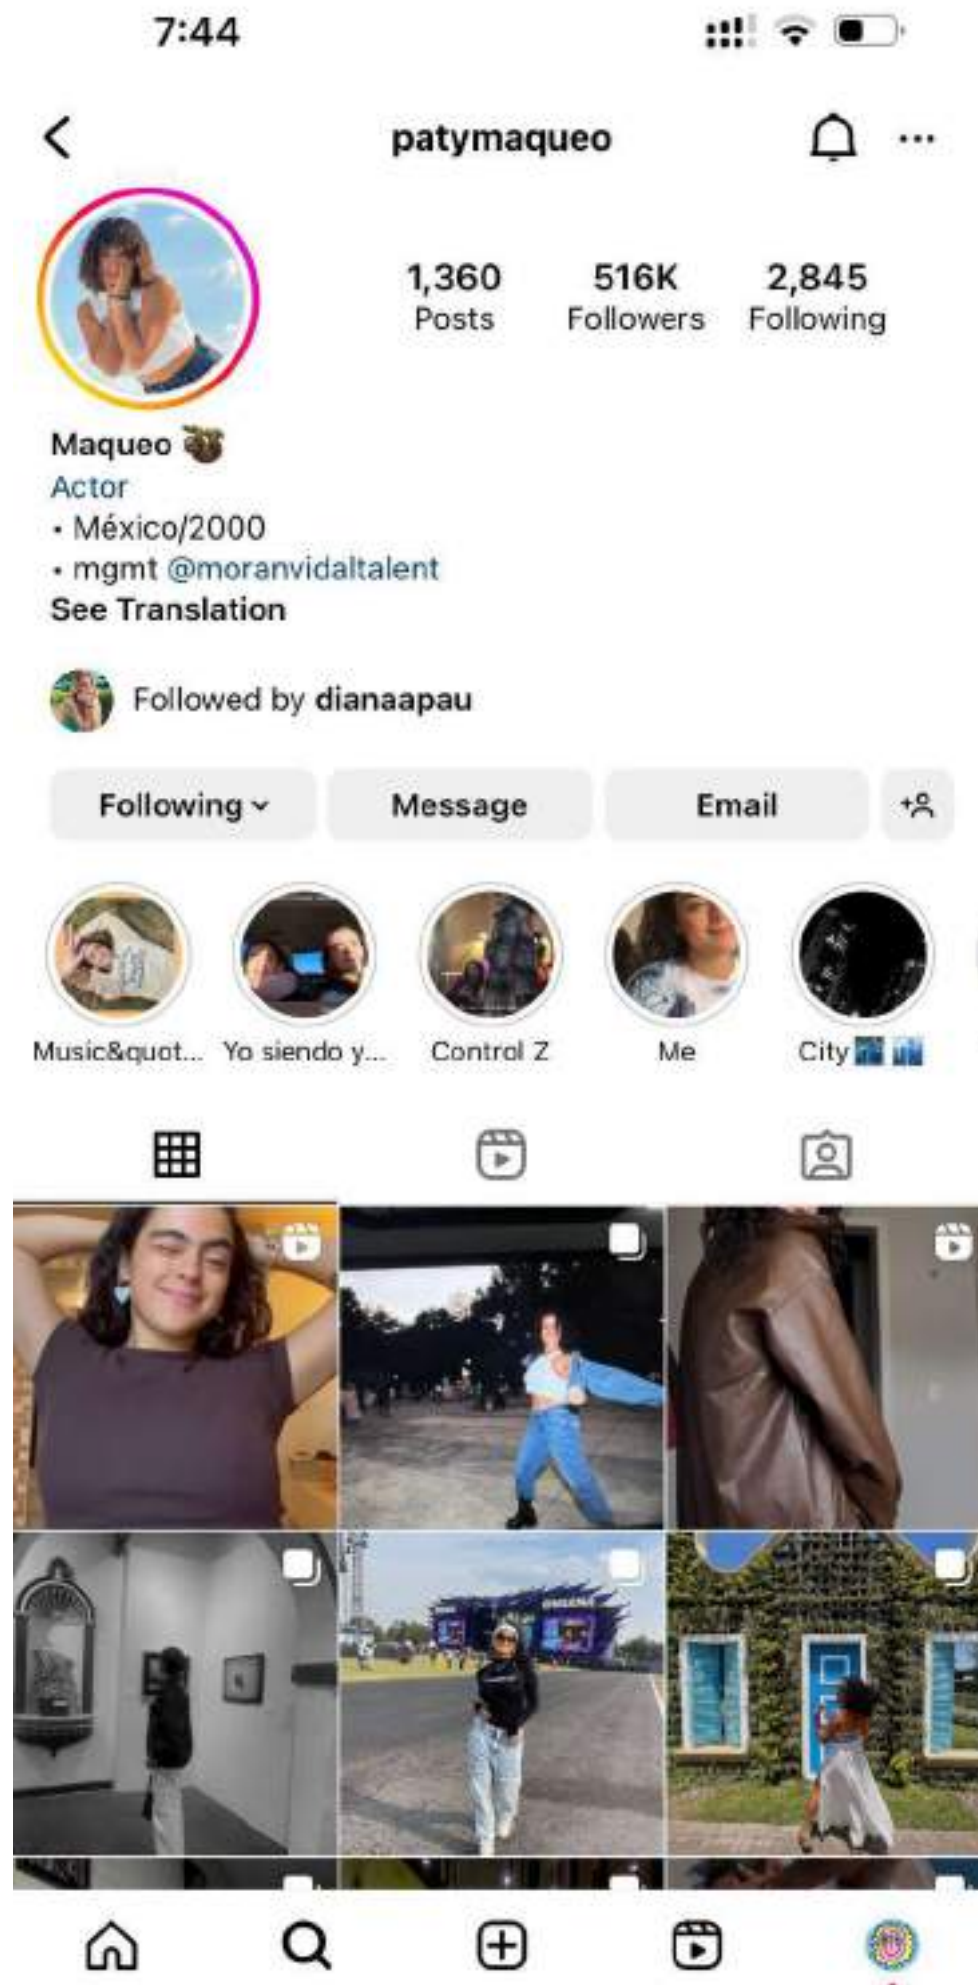 7:44
patymaqueo
1,360 516K 2,845
Posts Followers Following
Maqueo
Actor
• México/2000
• mgmt @moranvidaltalent
See Translation
Followed by dianaapau
Following Message Email
Music&quot... Yo siendo y... Control Z Me City